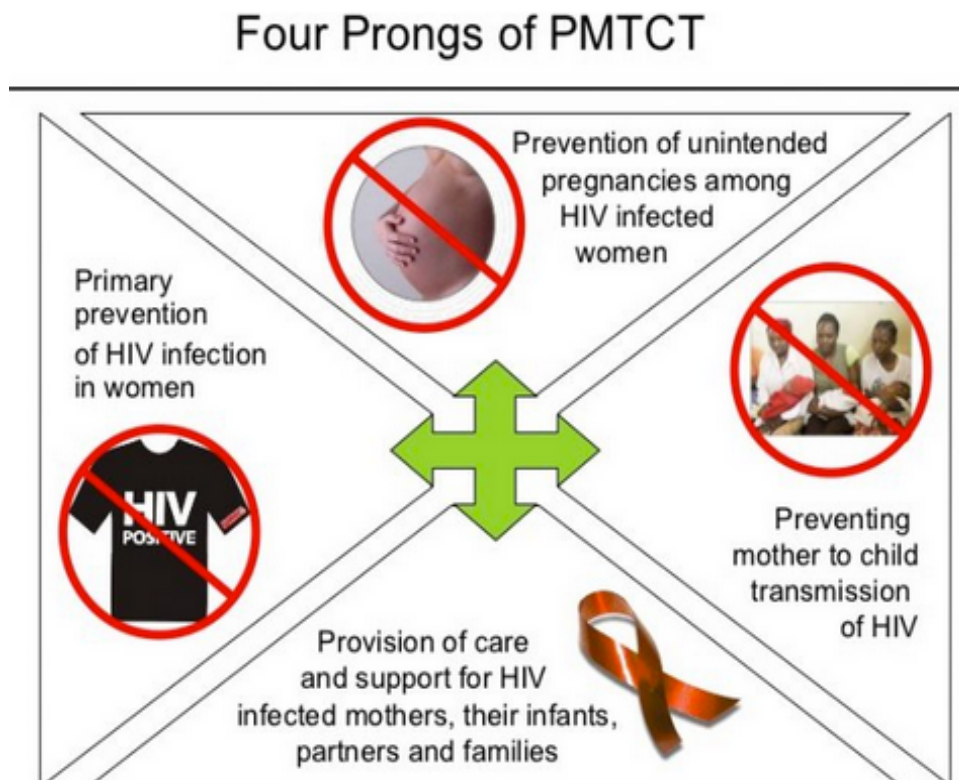 Four Prongs of PMTCT
Prevention of unintended
pregnancies among
HIV infected
women
Primary
prevention
of HIV infection
in women
HIV
POSITIVE
Preventing
mother to child
transmission
of HIV
Provision of care
and support for HIV
infected mothers, their infants,
partners and families